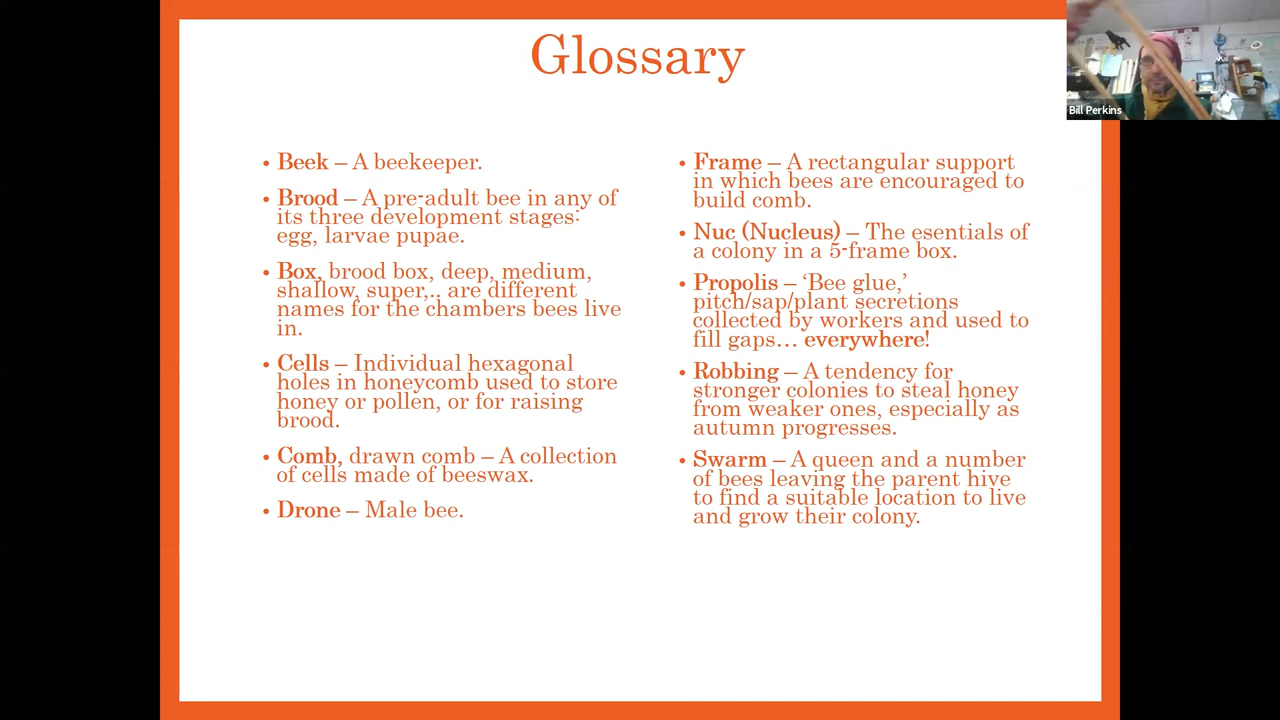 Glossary
• Beek – A beekeeper.
• Brood – A pre-adult bee in any of
its three development stages:
egg, larvae pupae.
• Box, brood box, deep, medium,
shallow, super,.. are different
names for the chambers bees live
in.
• Cells – Individual hexagonal
holes in honeycomb used to store
honey or pollen, or for raising
brood.
• Comb, drawn comb – A collection
of cells made of beeswax.
• Drone – Male bee.
• Frame – A rectangular support
in which bees are encouraged to
build comb.
• Nuc (Nucleus) – The esentials of
a colony in a 5-frame box.
• Propolis – ‘Bee glue,’
pitch/sap/plant secretions
collected by workers and used to
fill gaps… everywhere!
• Robbing – A tendency for
stronger colonies to steal honey
from weaker ones, especially as
autumn progresses.
• Swarm – A queen and a number
of bees leaving the parent hive
to find a suitable location to live
and grow their colony.
Bill Perkins